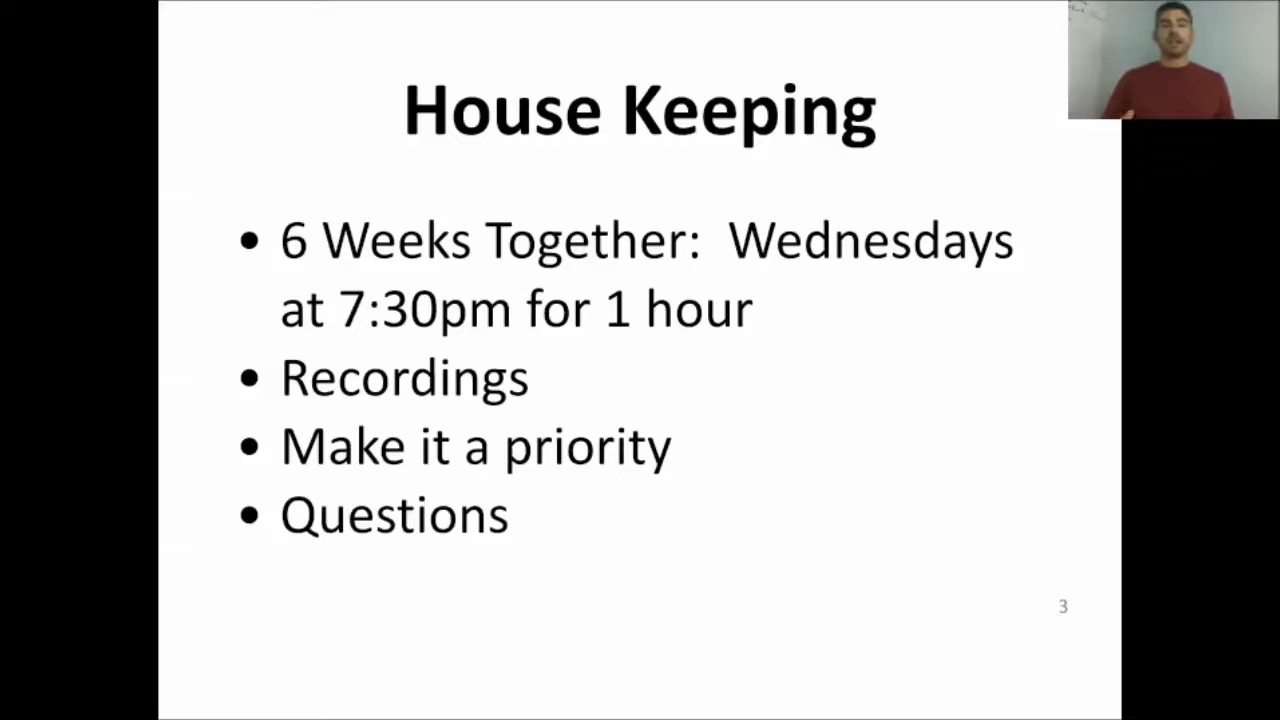 House Keeping
• 6 Weeks Together:  Wednesdays
at 7:30pm for 1 hour
• Recordings
• Make it a priority
• Questions
3